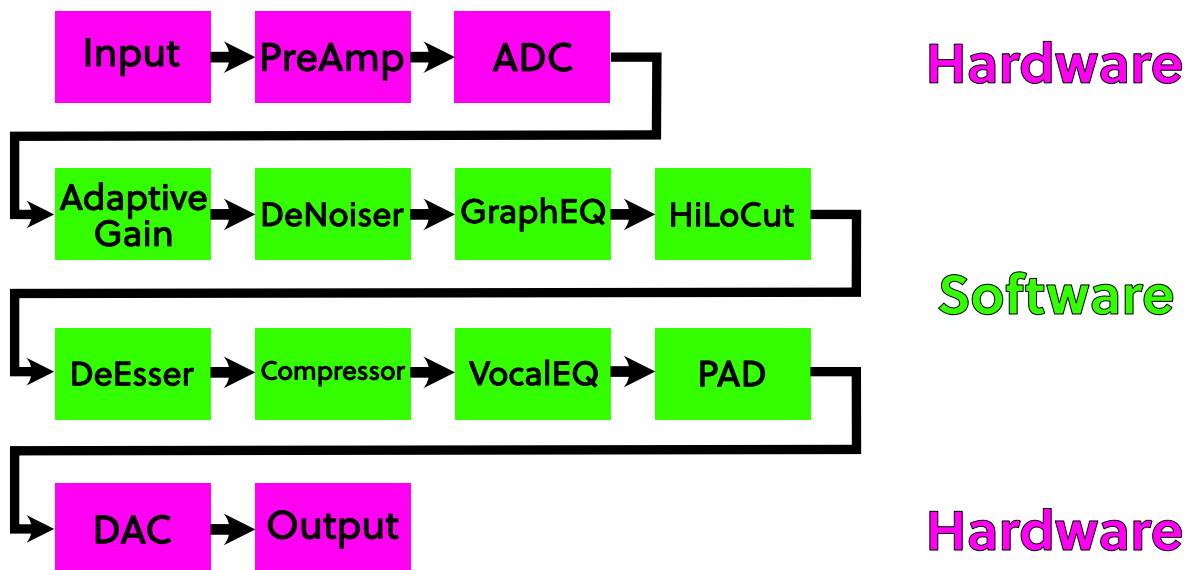 Input
PreAmp
ADC
Hardware
Adaptive
Gain
DeNoiser
GraphEQ
HiLoCut
Software
DeEsser
Compressor
VocalEQ
PAD
DAC
Output
Hardware